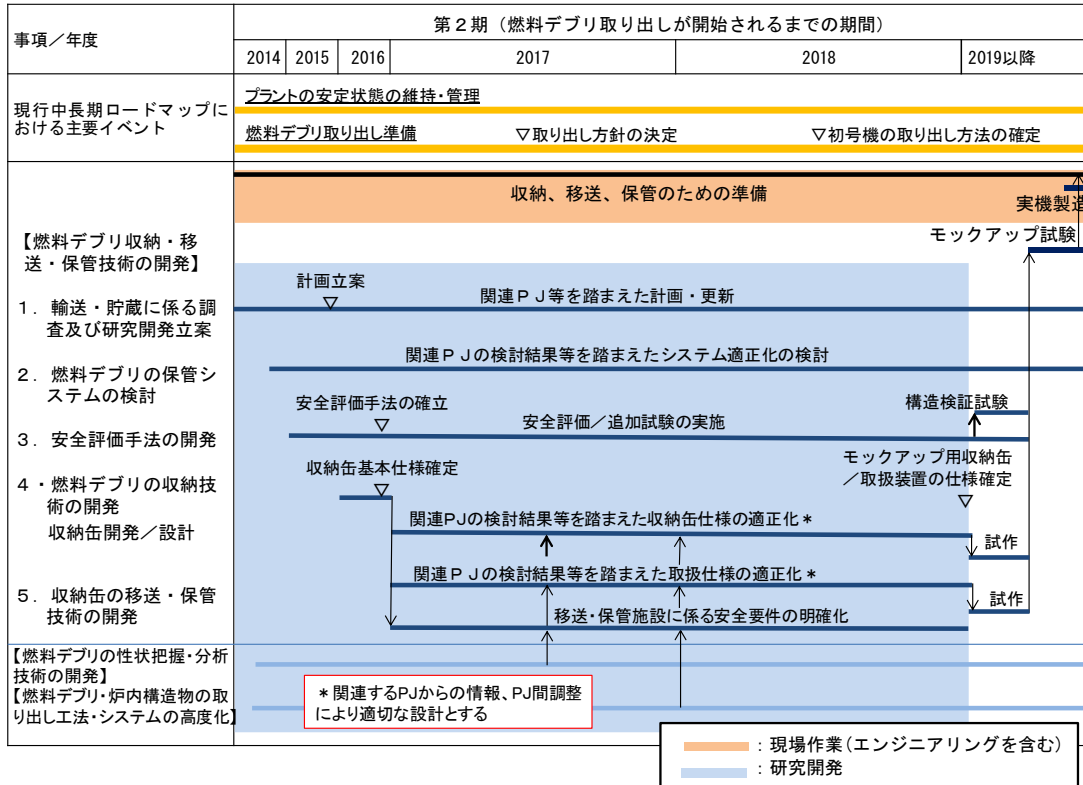 事項／年度
第２期（燃料デブリ取り出しが開始されるまでの期間）
2014
2015
2016
2017
2018
2019以降
現行中長期ロードマップに
おける主要イベント
プラントの安定状態の維持・管理
燃料デブリ取り出し準備
▽取り出し方針の決定
▽初号機の取り出し方法の確定
収納、移送、保管のための準備
実機製造
モックアップ試験
【燃料デブリ収納・移
送・保管技術の開発】
計画立案
▽
関連ＰＪ等を踏まえた計画・更新
１．輸送・貯蔵に係る調
査及び研究開発立案
関連ＰＪの検討結果等を踏まえたシステム適正化の検討
２．燃料デブリの保管シ
ステムの検討
安全評価手法の確立
▽
安全評価／追加試験の実施
構造検証試験
３．安全評価手法の開発
収納缶基本仕様確定
▽
モックアップ用収納缶
／取扱装置の仕様確定
▽
４・燃料デブリの収納技
術の開発
収納缶開発／設計
関連PJの検討結果等を踏まえた収納缶仕様の適正化＊
試作
関連ＰＪの検討結果等を踏まえた取扱仕様の適正化＊
試作
５．収納缶の移送・保管
技術の開発
移送・保管施設に係る安全要件の明確化
【燃料デブリの性状把握・分析
技術の開発】
【燃料デブリ・炉内構造物の取
り出し工法・システムの高度化】
＊関連するPJからの情報、PJ間調整
により適切な設計とする
：現場作業（エンジニアリングを含む）
：研究開発